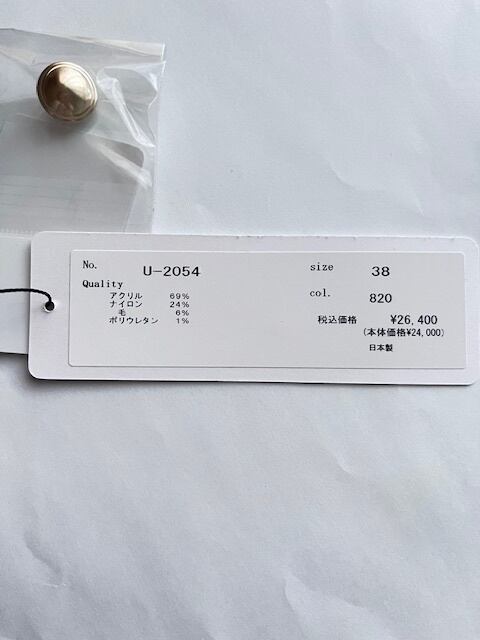 No. U-2054
Quality
アクリル 69%
ナイロン 24%
毛 6%
ポリウレタン 1%
size 38
col. 820
税込価格 ¥26,400
(本体価格¥24,000)
日本製